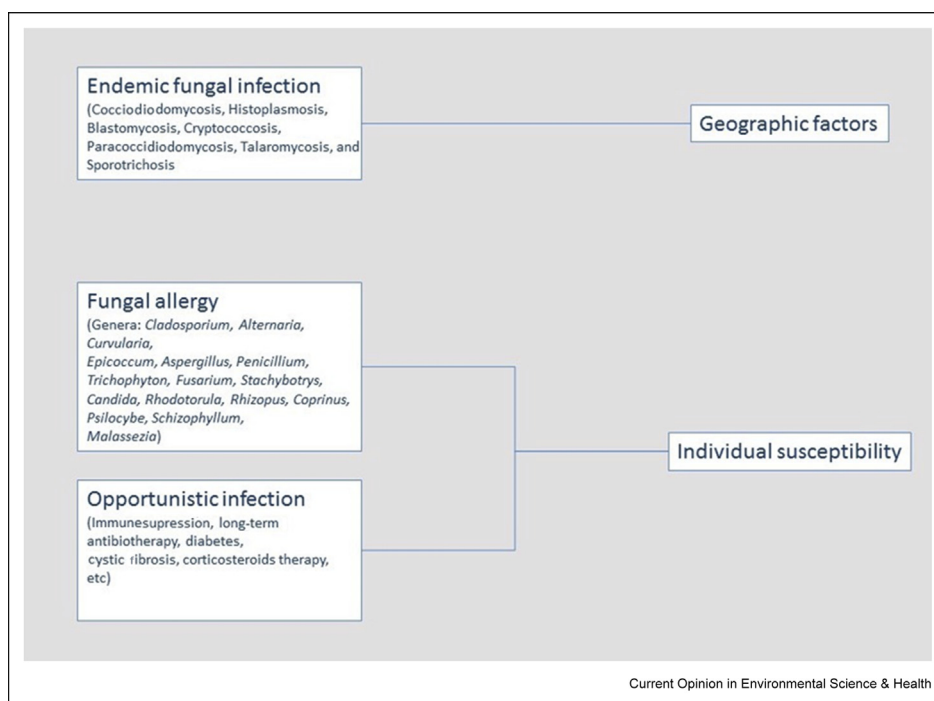 Endemic fungal infection
(Cocciodiodomycosis, Histoplasmosis,
Blastomycosis, Cryptococcosis,
Paracoccidiodomycosis, Talaromycosis, and
Sporotrichosis
Geographic factors
Fungal allergy
(Genera: Cladosporium, Alternaria,
Curvularia,
Epicoccum, Aspergillus, Penicillium,
Trichophyton, Fusarium, Stachybotrys,
Candida, Rhodotorula, Rhizopus, Coprinus,
Psilocybe, Schizophyllum,
Malassezia)
Individual susceptibility
Opportunistic infection
(Immunesupression, long-term
antibiotherapy, diabetes,
cystic fibrosis, corticosteroids therapy,
etc)
Current Opinion in Environmental Science & Health